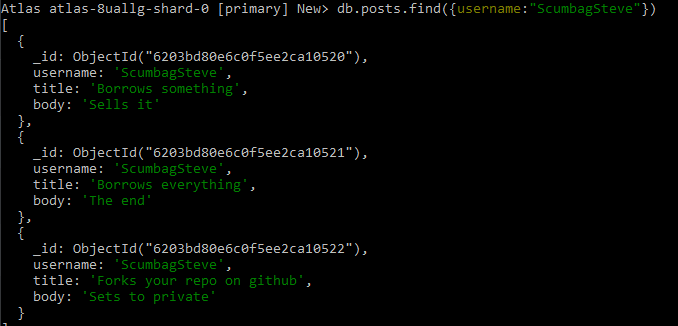 Atlas atlas-8uallg-shard-0 [primary] New> db.posts.find({username:"ScumbagSteve"})
[
  {
    _id: ObjectId("6203bd80e6c0f5ee2ca10520"),
    username: 'ScumbagSteve',
    title: 'Borrows something',
    body: 'Sells it'
  },
  {
    _id: ObjectId("6203bd80e6c0f5ee2ca10521"),
    username: 'ScumbagSteve',
    title: 'Borrows everything',
    body: 'The end'
  },
  {
    _id: ObjectId("6203bd80e6c0f5ee2ca10522"),
    username: 'ScumbagSteve',
    title: 'Forks your repo on github',
    body: 'Sets to private'
  }
]